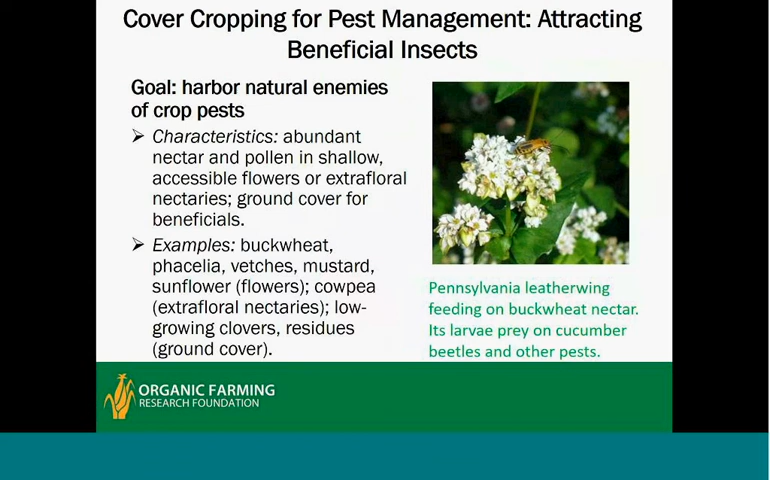 Cover Cropping for Pest Management: Attracting
Beneficial Insects
Goal: harbor natural enemies
of crop pests
Characteristics: abundant
nectar and pollen in shallow,
accessible flowers or extrafloral
nectaries; ground cover for
beneficials.
Examples: buckwheat,
phacelia, vetches, mustard,
sunflower (flowers); cowpea
(extrafloral nectaries); low-
growing clovers, residues
(ground cover).
Pennsylvania leatherwing
feeding on buckwheat nectar.
Its larvae prey on cucumber
beetles and other pests.
ORGANIC FARMING
RESEARCH FOUNDATION